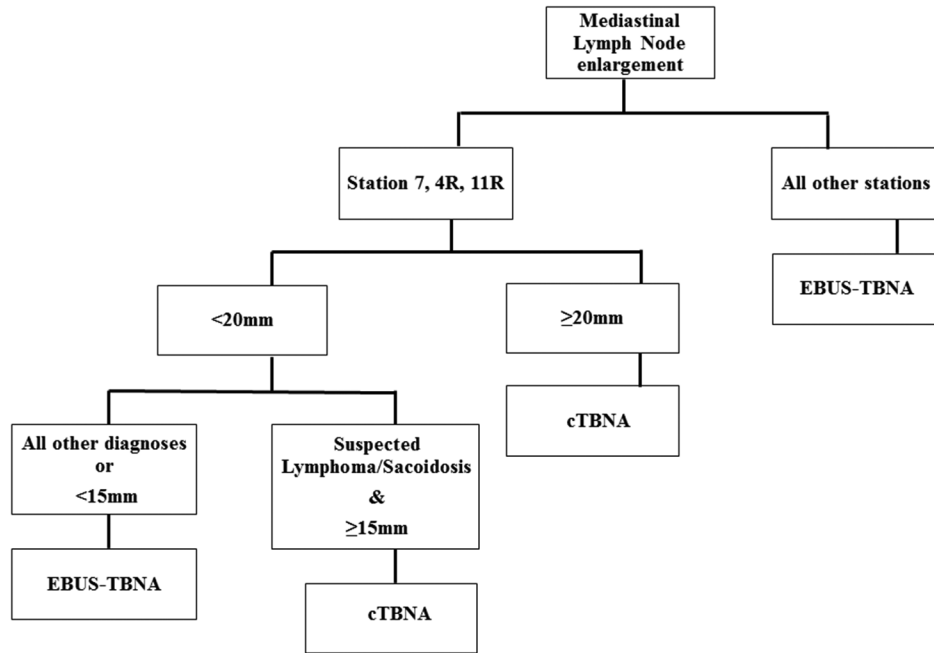 Mediastinal
Lymph Node
enlargement
Station 7, 4R, 11R
All other stations
EBUS-TBNA
<20mm
≥20mm
cTBNA
All other diagnoses
or
<15mm
Suspected
Lymphoma/Sacoidosis
&
≥15mm
EBUS-TBNA
cTBNA